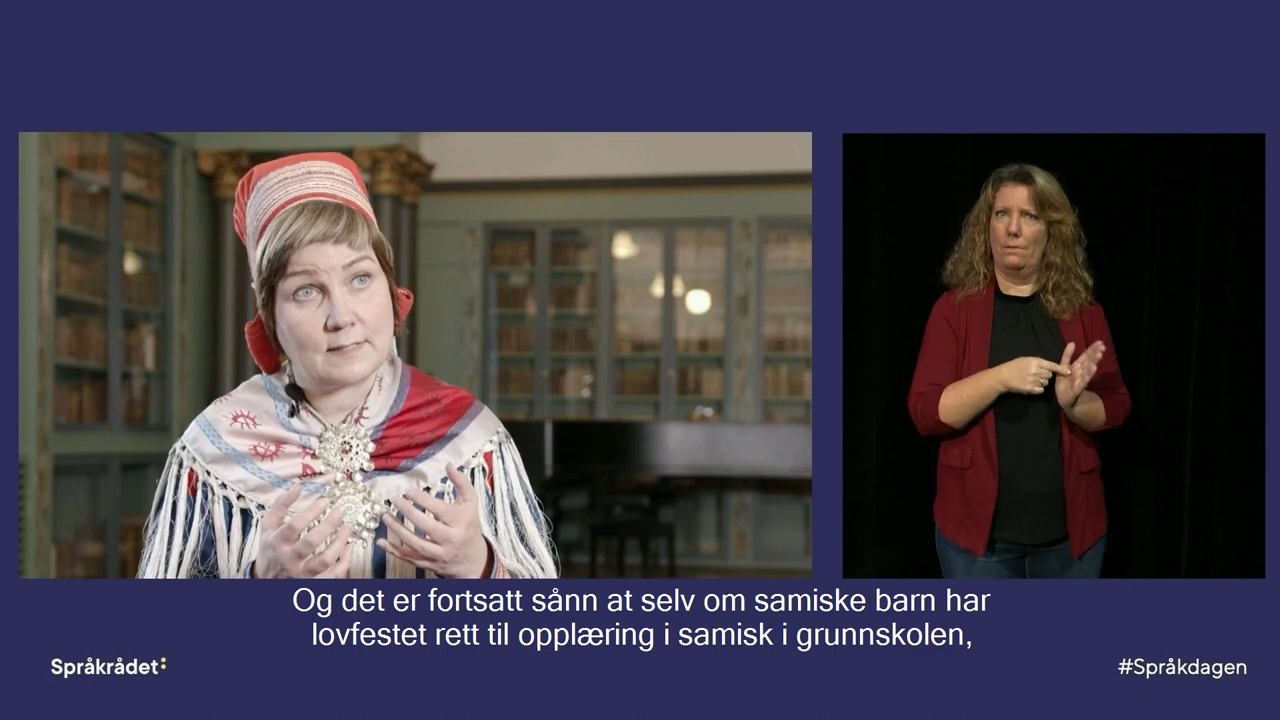 Og det er fortsatt sånn at selv om samiske barn har
lovfestet rett til opplæring i samisk i grunnskolen,
Språkrådet:
#Språkdagen